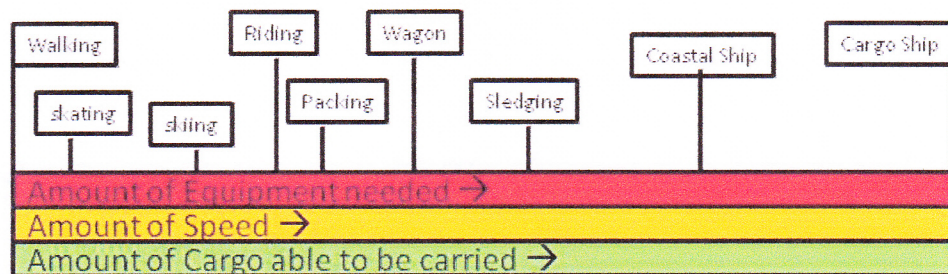 Walking
Riding
Wagon
Coastal Ship
Cargo Ship
skating
skiing
Packing
Sledging
Amount of Equipment needed →
Amount of Speed →
Amount of Cargo able to be carried →